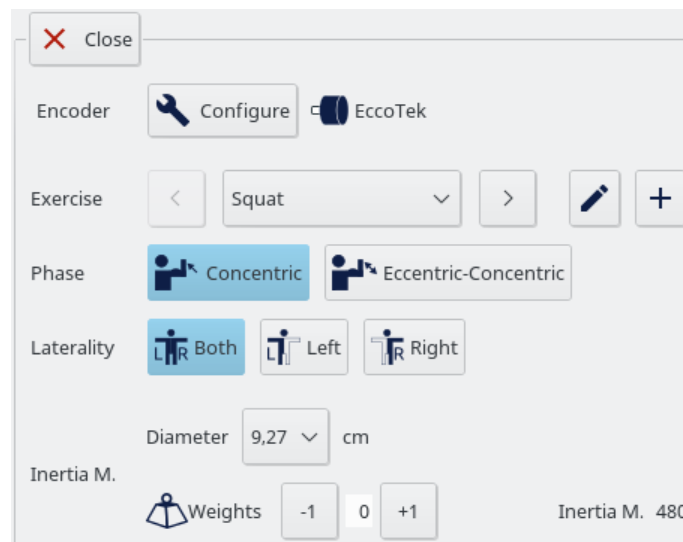 Close
Encoder Configure EccoTek
Exercise < Squat > +
Phase Concentric Eccentric-Concentric
Laterality L R Both L Left R Right
Diameter 9,27 cm
Inertia M.
Weights -1 0 +1 Inertia M. 480